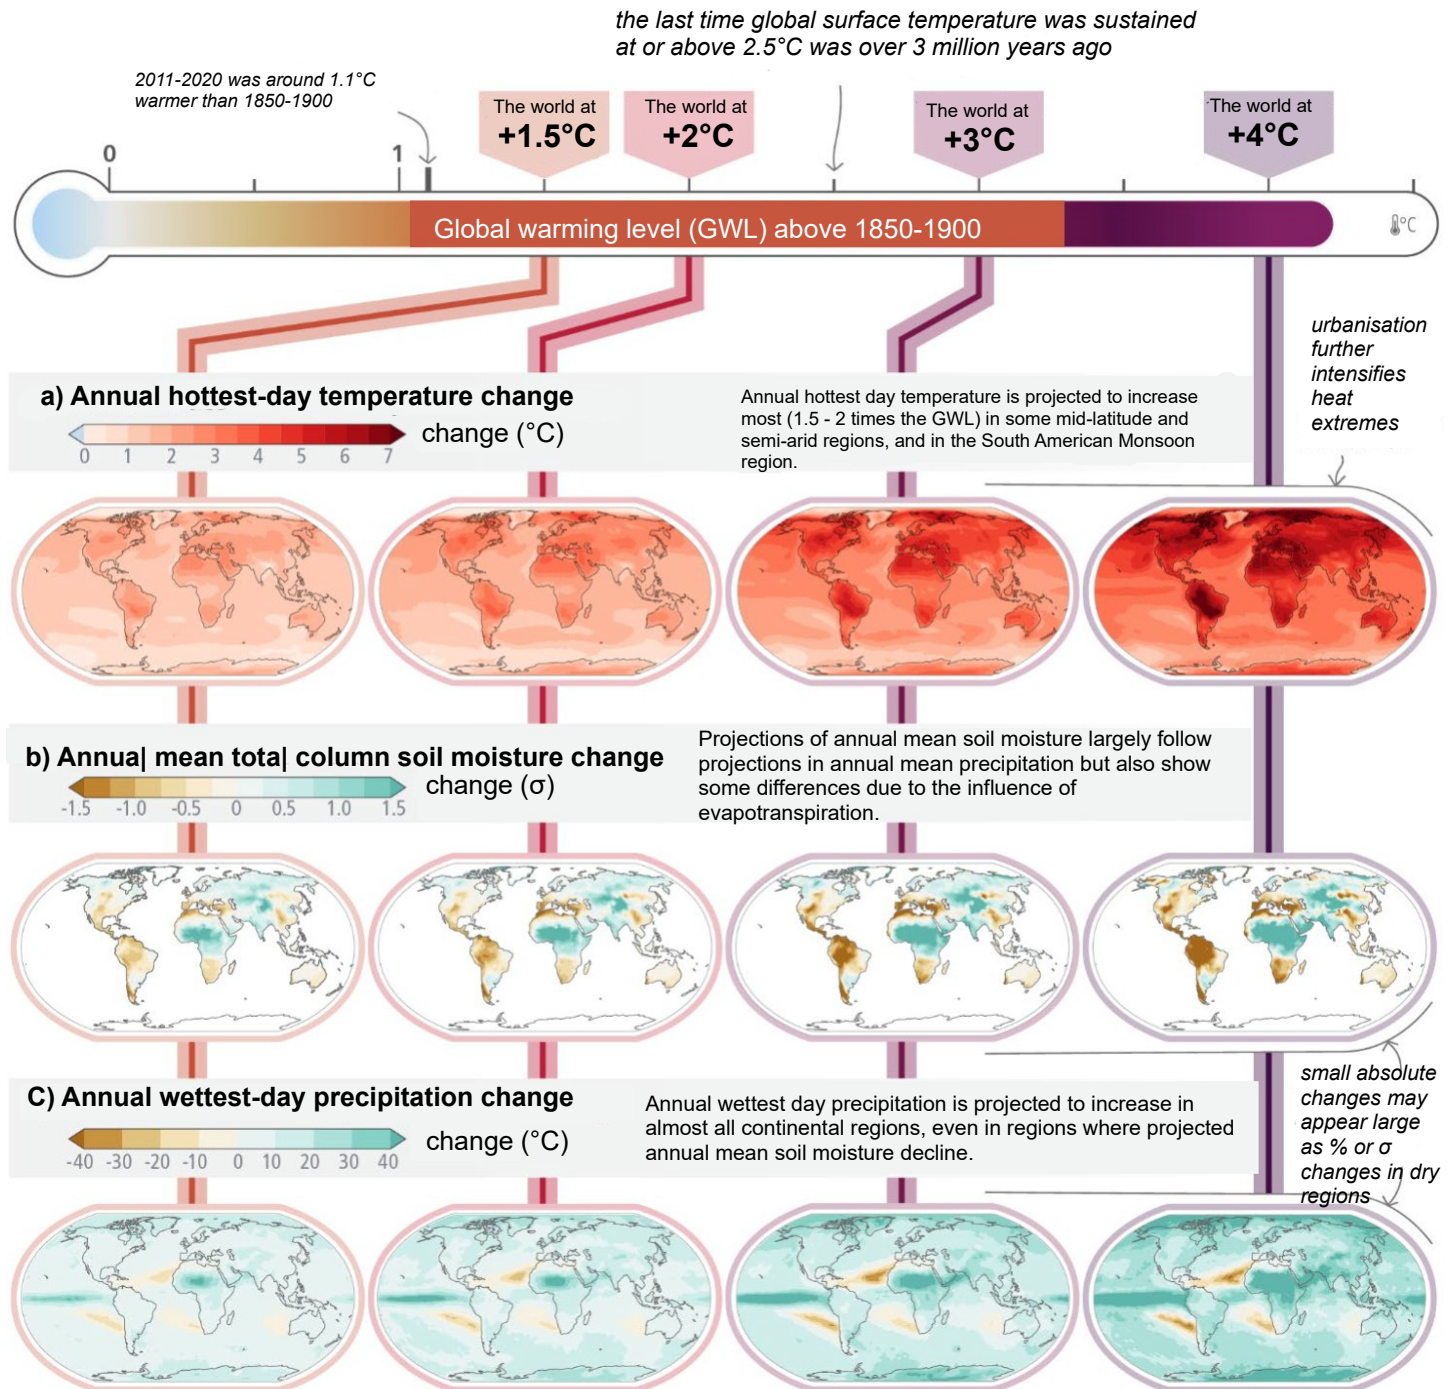 the last time global surface temperature was sustained
at or above 2.5°C was over 3 million years ago
2011-2020 was around 1.1°C
warmer than 1850-1900
The world at
+1.5°C
The world at
+2°C
The world at
+3°C
The world at
+4°C
0
1
Global warming level (GWL) above 1850-1900
°C
urbanisation
further
intensifies
heat
extremes
a) Annual hottest-day temperature change
change (°C)
0 1 2 3 4 5 6 7
Annual hottest day temperature is projected to increase
most (1.5 - 2 times the GWL) in some mid-latitude and
semi-arid regions, and in the South American Monsoon
region.
b) Annua| mean tota| column soil moisture change
change (σ)
-1.5 -1.0 -0.5 0 0.5 1.0 1.5
Projections of annual mean soil moisture largely follow
projections in annual mean precipitation but also show
some differences due to the influence of
evapotranspiration.
C) Annual wettest-day precipitation change
change (°C)
-40 -30 -20 -10 0 10 20 30 40
Annual wettest day precipitation is projected to increase in
almost all continental regions, even in regions where projected
annual mean soil moisture decline.
small absolute
changes may
appear large
as % or σ
changes in dry
regions